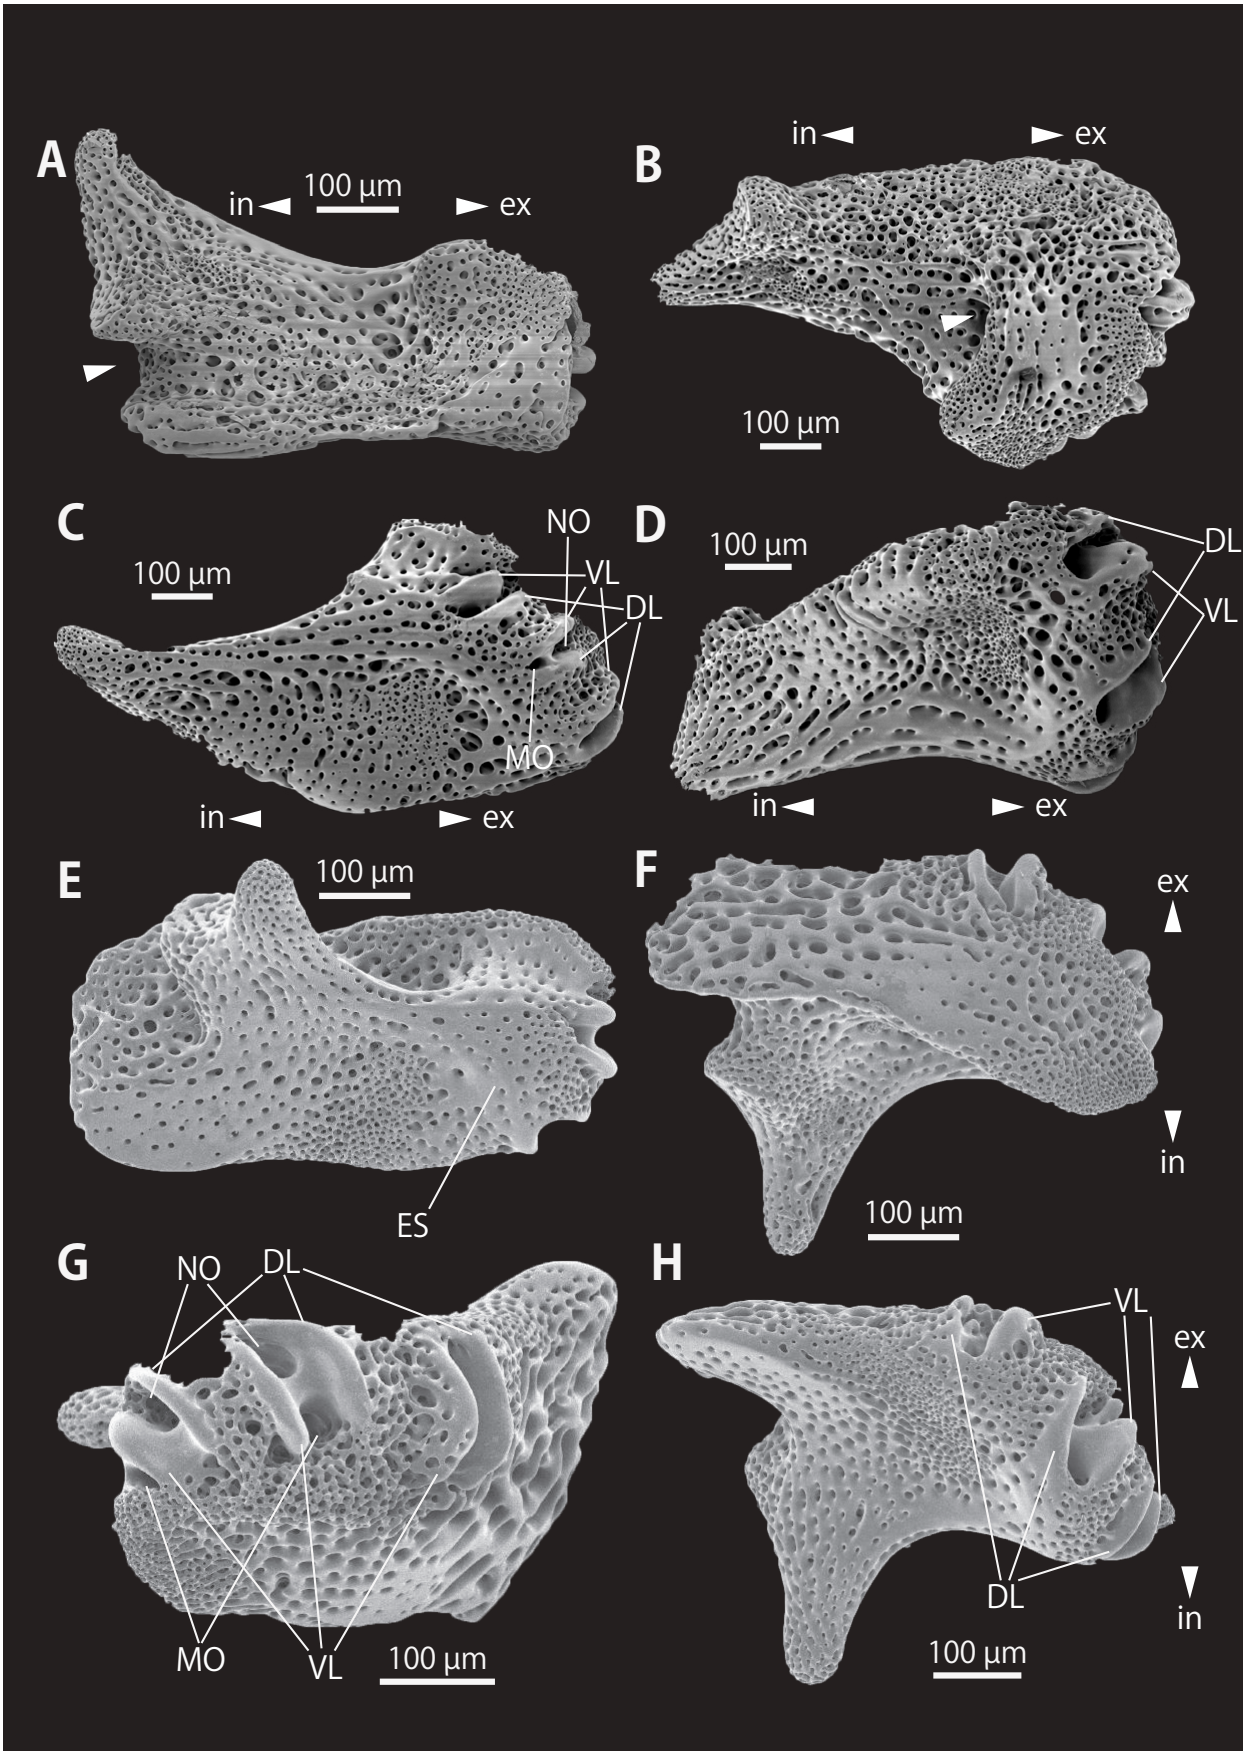 A
in 100 µm ex
B
in ex
100 µm
C
100 µm
NO
VL
DL
MO
in ex
D
100 µm
DL
VL
in ex
E
100 µm
ES
F
ex
in
100 µm
G
NO DL
MO VL
100 µm
H
VL
ex
DL
in
100 µm